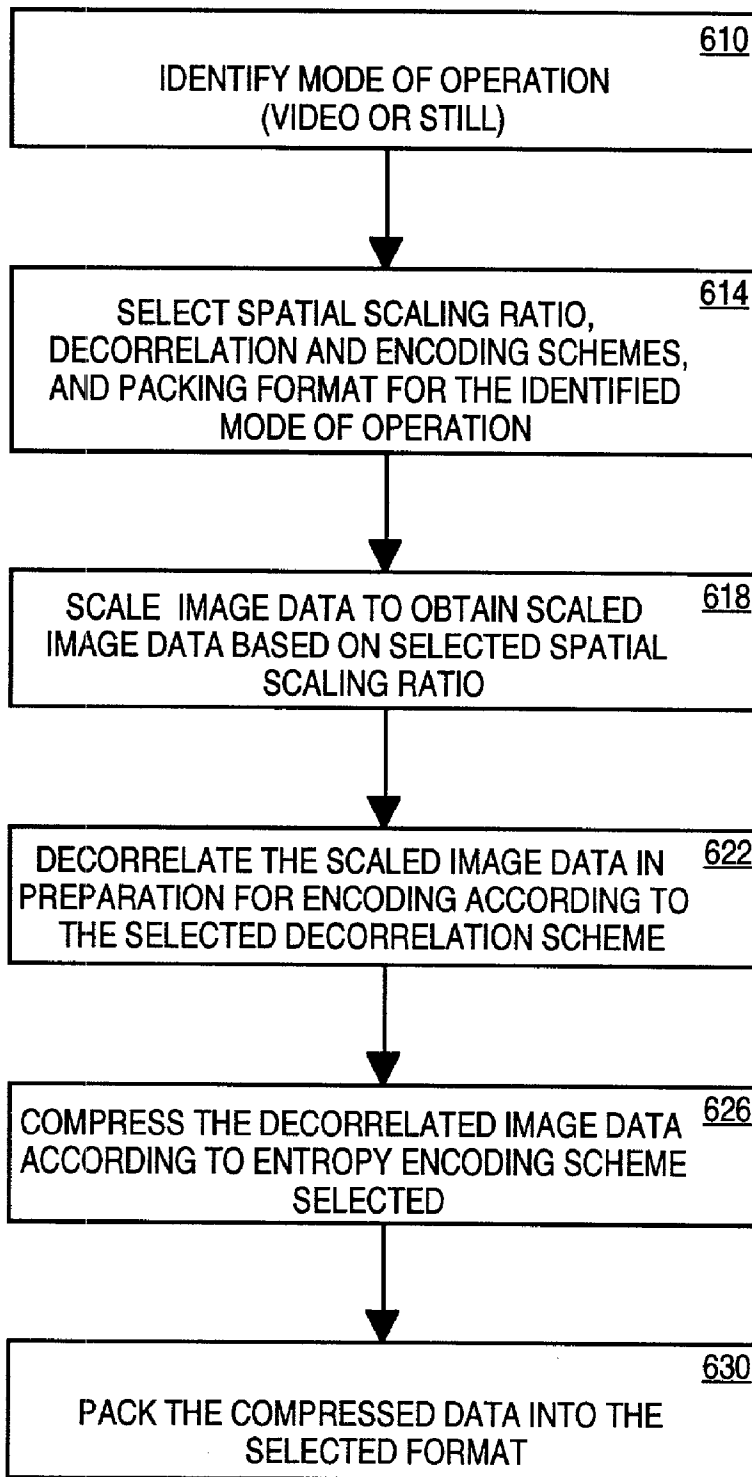 610
IDENTIFY MODE OF OPERATION
(VIDEO OR STILL)
614
SELECT SPATIAL SCALING RATIO,
DECORRELATION AND ENCODING SCHEMES,
AND PACKING FORMAT FOR THE IDENTIFIED
MODE OF OPERATION
618
SCALE IMAGE DATA TO OBTAIN SCALED
IMAGE DATA BASED ON SELECTED SPATIAL
SCALING RATIO
622
DECORRELATE THE SCALED IMAGE DATA IN
PREPARATION FOR ENCODING ACCORDING TO
THE SELECTED DECORRELATION SCHEME
626
COMPRESS THE DECORRELATED IMAGE DATA
ACCORDING TO ENTROPY ENCODING SCHEME
SELECTED
630
PACK THE COMPRESSED DATA INTO THE
SELECTED FORMAT